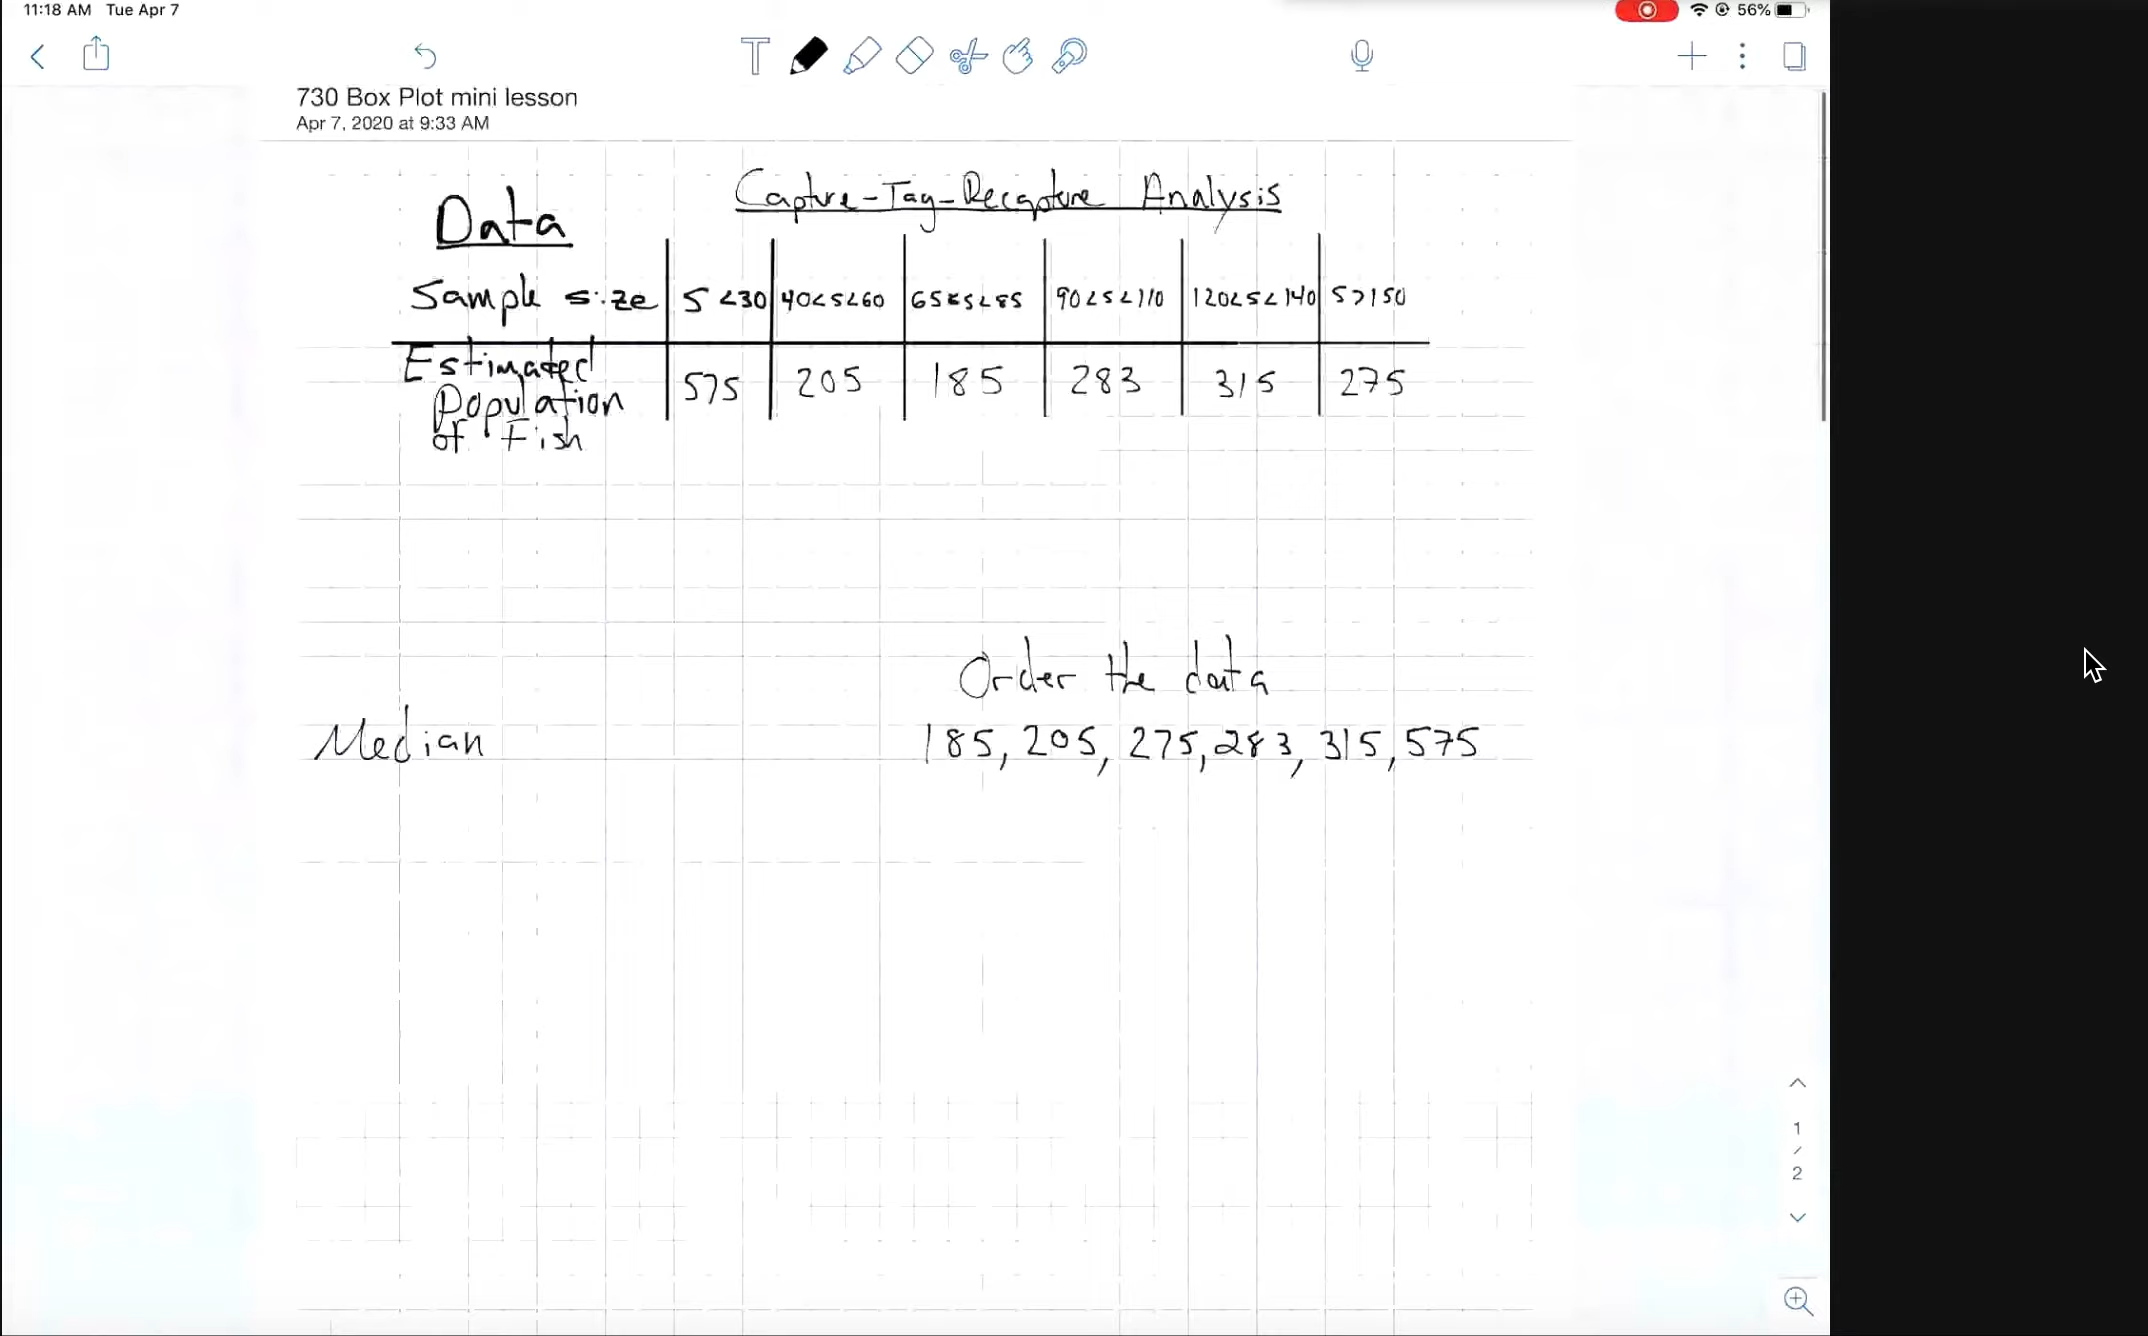 11:18 AM Tue Apr 7
56%
730 Box Plot mini lesson
Apr 7, 2020 at 9:33 AM
Capture-Tag-Recapture Analysis
Data
Sample size S<30 40<S<60 65<S<85 90<S<110 120<S<140 S>150
Estimated Population of Fish 575 205 185 283 315 275
Order the data
Median 185, 205, 275, 283, 315, 575
1
/
2